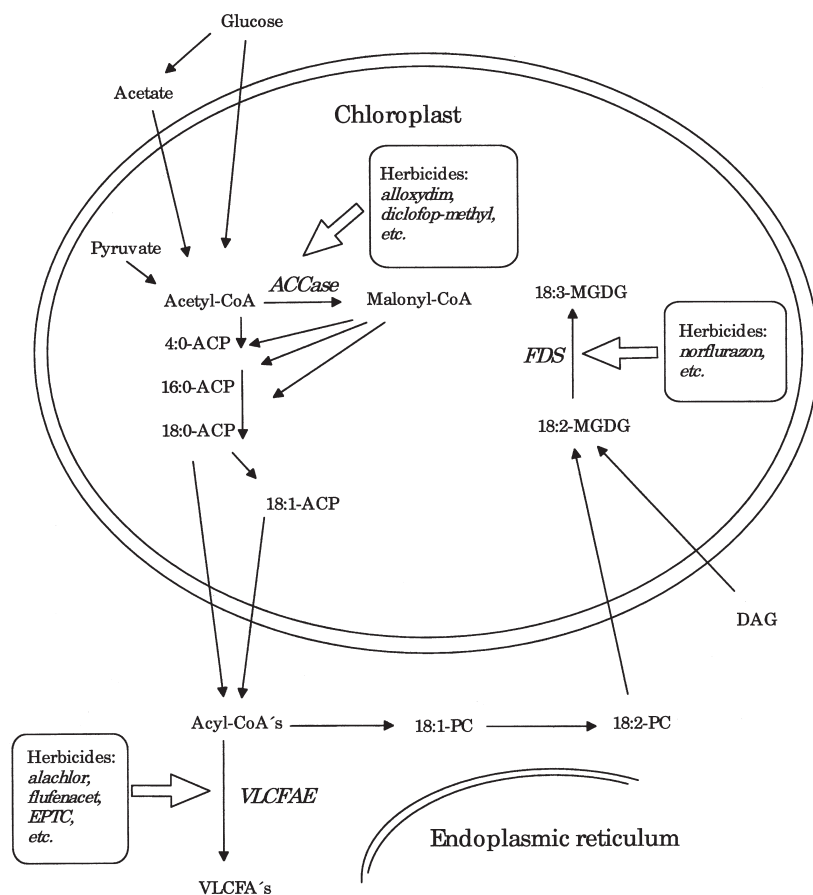 Glucose
Acetate
Chloroplast
Herbicides:
alloxydim,
diclofop-methyl,
etc.
Pyruvate
ACCase
Acetyl-CoA
Malonyl-CoA
18:3-MGDG
4:0-ACP
Herbicides:
norflurazon,
etc.
FDS
16:0-ACP
18:0-ACP
18:2-MGDG
18:1-ACP
DAG
Acyl-CoA´s
18:1-PC
18:2-PC
Herbicides:
alachlor,
flufenacet,
EPTC,
etc.
VLCFAE
Endoplasmic reticulum
VLCFA´s